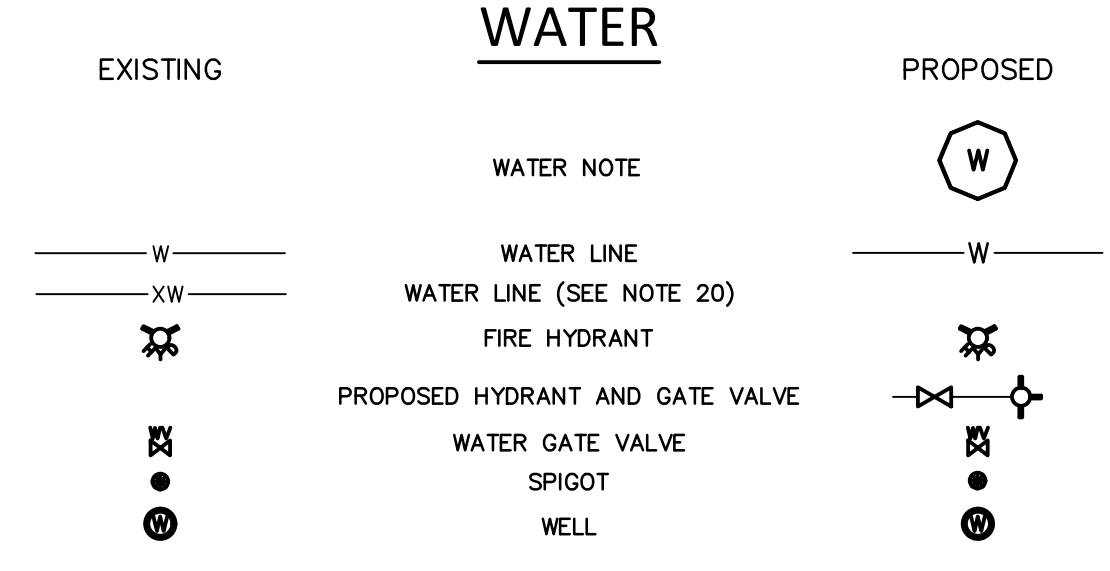 WATER
EXISTING PROPOSED
WATER NOTE W
W WATER LINE W
XW WATER LINE (SEE NOTE 20)
FIRE HYDRANT
PROPOSED HYDRANT AND GATE VALVE
WV WATER GATE VALVE WV
SPIGOT
W WELL W